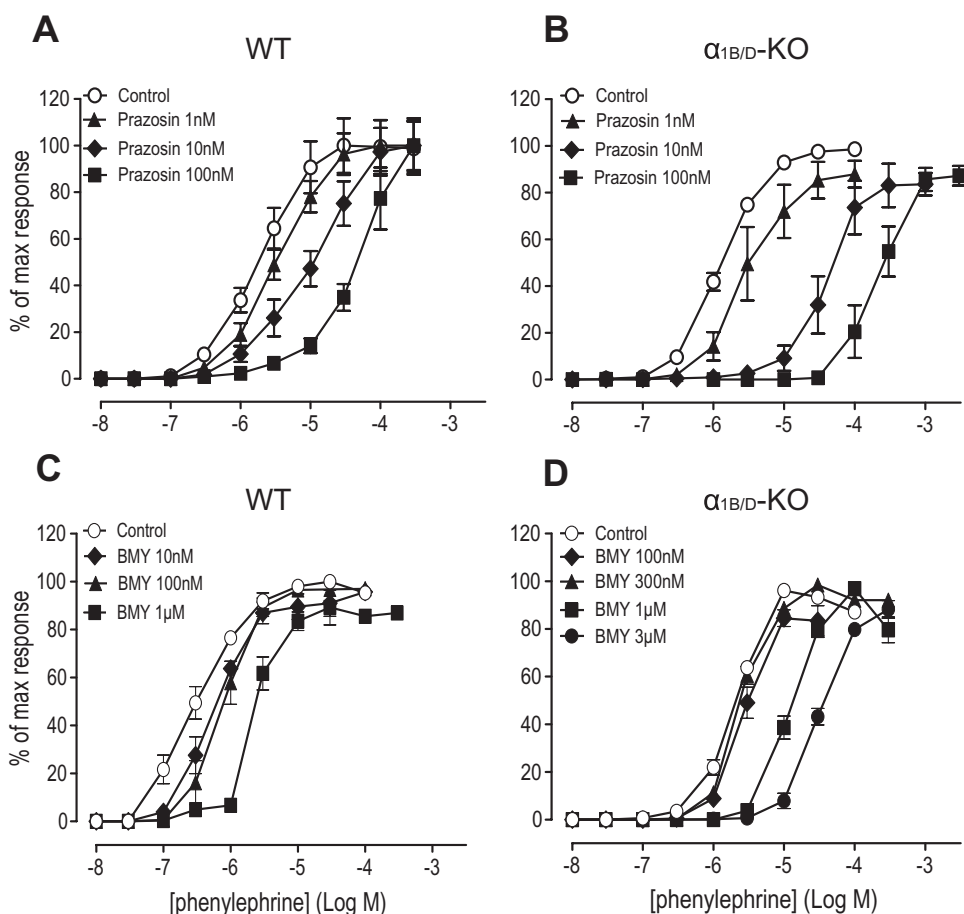 A
WT
B
α1B/D-KO
Control
Prazosin 1nM
Prazosin 10nM
Prazosin 100nM
Control
Prazosin 1nM
Prazosin 10nM
Prazosin 100nM
% of max response
120
100
80
60
40
20
0
-8 -7 -6 -5 -4 -3
120
100
80
60
40
20
0
-8 -7 -6 -5 -4 -3
C
WT
D
α1B/D-KO
Control
BMY 10nM
BMY 100nM
BMY 1µM
Control
BMY 100nM
BMY 300nM
BMY 1µM
BMY 3µM
% of max response
120
100
80
60
40
20
0
-8 -7 -6 -5 -4 -3
[phenylephrine] (Log M)
120
100
80
60
40
20
0
-8 -7 -6 -5 -4 -3
[phenylephrine] (Log M)